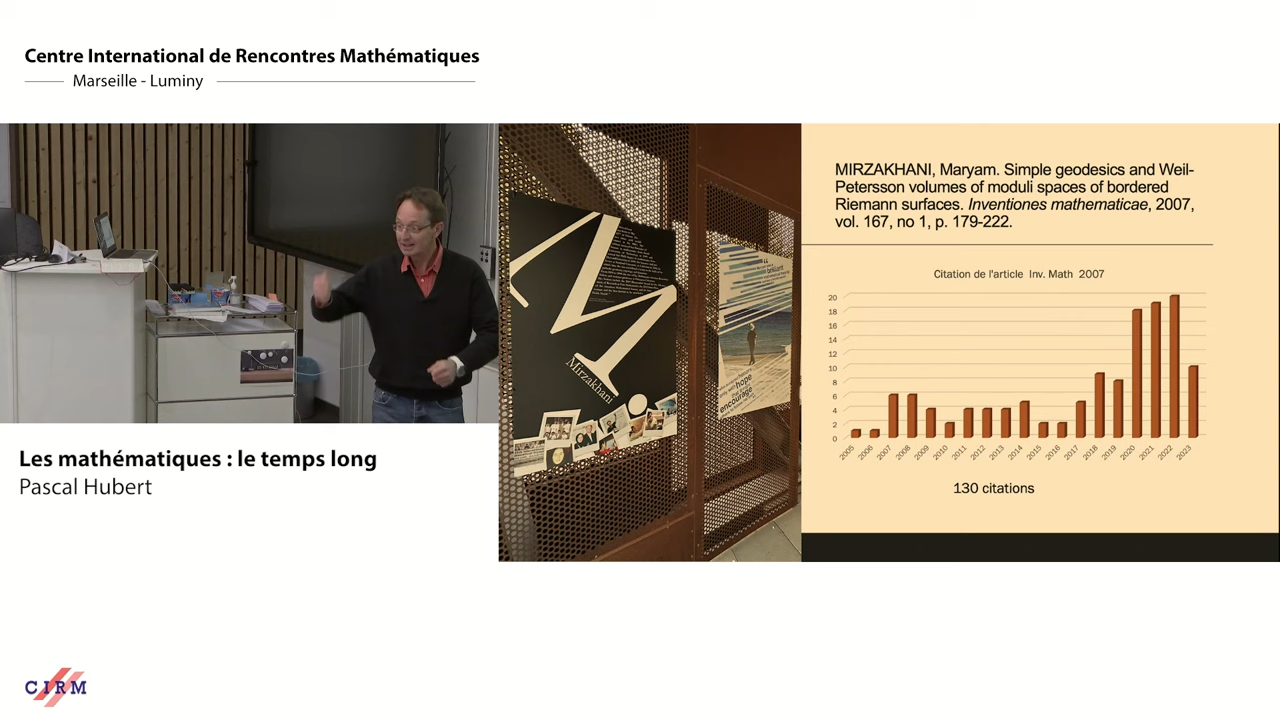 Centre International de Rencontres Mathématiques
Marseille - Luminy
MIRZAKHANI, Maryam. Simple geodesics and Weil-
Petersson volumes of moduli spaces of bordered
Riemann surfaces. Inventiones mathematicae, 2007,
vol. 167, no 1, p. 179-222.
Citation de l'article Inv. Math 2007
20
18
16
14
12
10
8
6
4
2
0
2005 2006 2007 2008 2009 2010 2011 2012 2013 2014 2015 2016 2017 2018 2019 2020 2021 2022 2023
130 citations
M
Mirzakhani
hope
encourage
Les mathématiques : le temps long
Pascal Hubert
CIRM